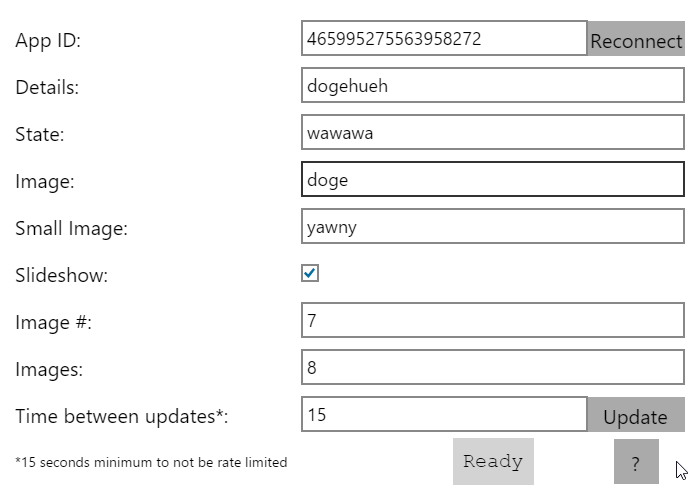 App ID: 465995275563958272 Reconnect
Details: dogehueh
State: wawawa
Image: doge
Small Image: yawny
Slideshow:
Image #: 7
Images: 8
Time between updates*: 15 Update
*15 seconds minimum to not be rate limited Ready ?